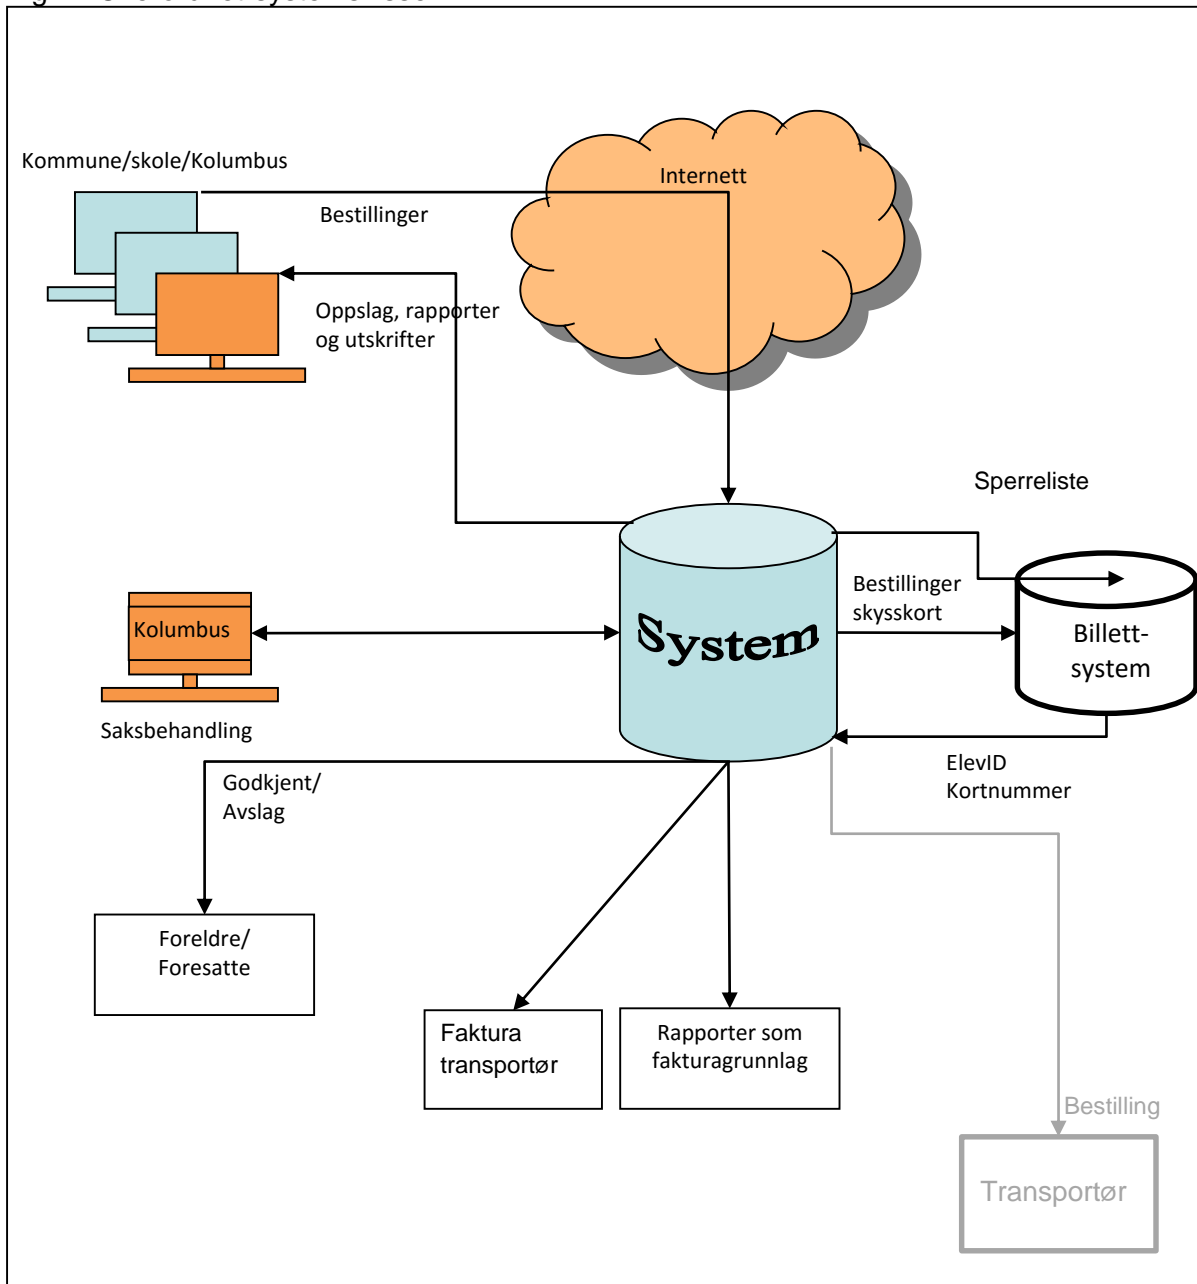 Kommune/skole/Kolumbus
Internett
Bestillinger
Oppslag, rapporter
og utskrifter
Sperreliste
Bestillinger
skysskort
System
Billett-
system
Kolumbus
Saksbehandling
ElevID
Kortnummer
Godkjent/
Avslag
Foreldre/
Foresatte
Faktura
transportør
Rapporter som
fakturagrunnlag
Bestilling
Transportør